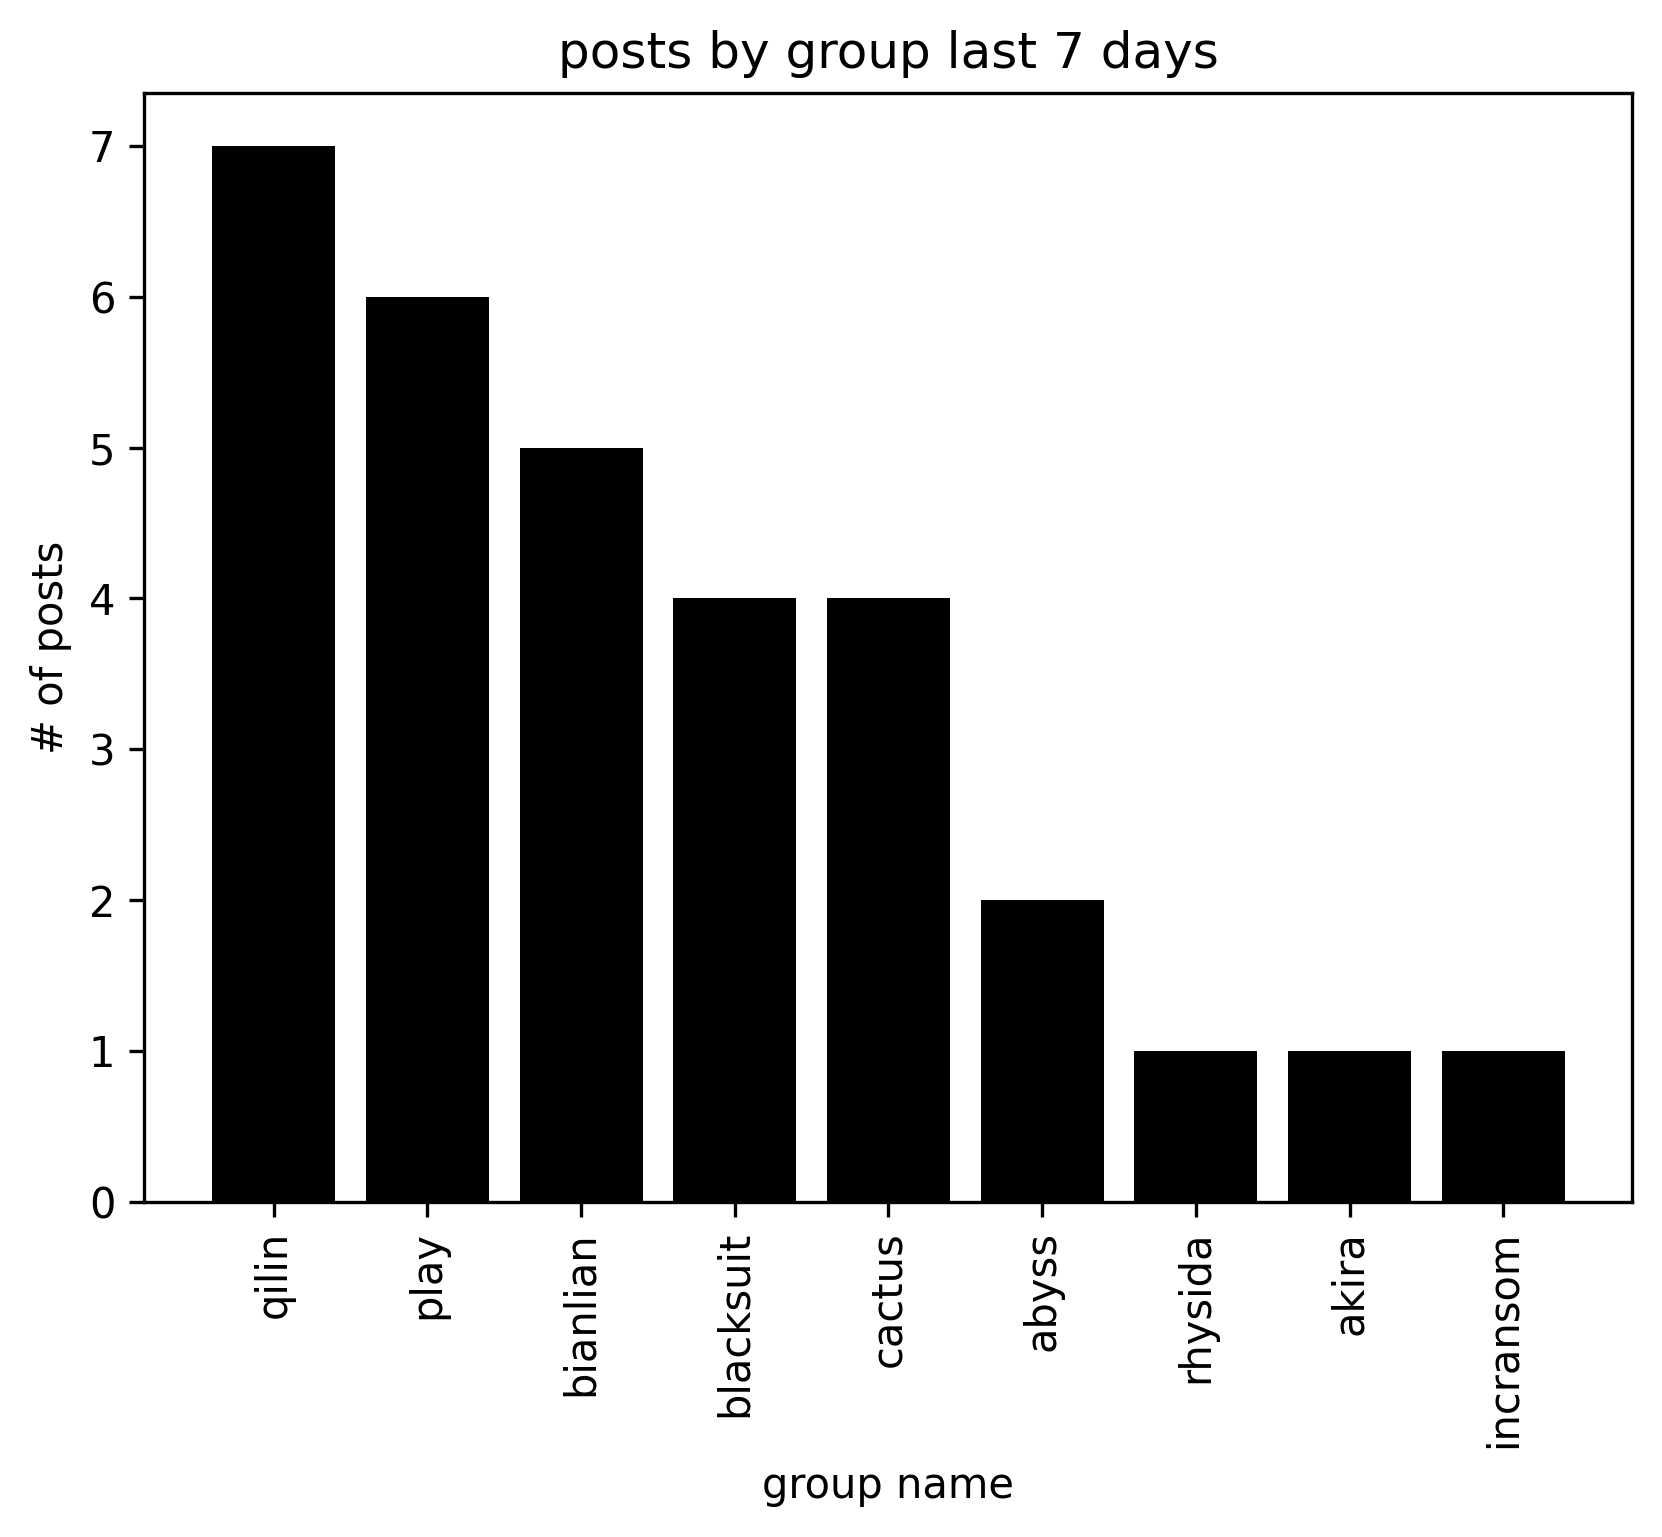 posts by group last 7 days
# of posts
7
6
5
4
3
2
1
0
qilin
play
bianlian
blacksuit
cactus
abyss
rhysida
akira
incransom
group name